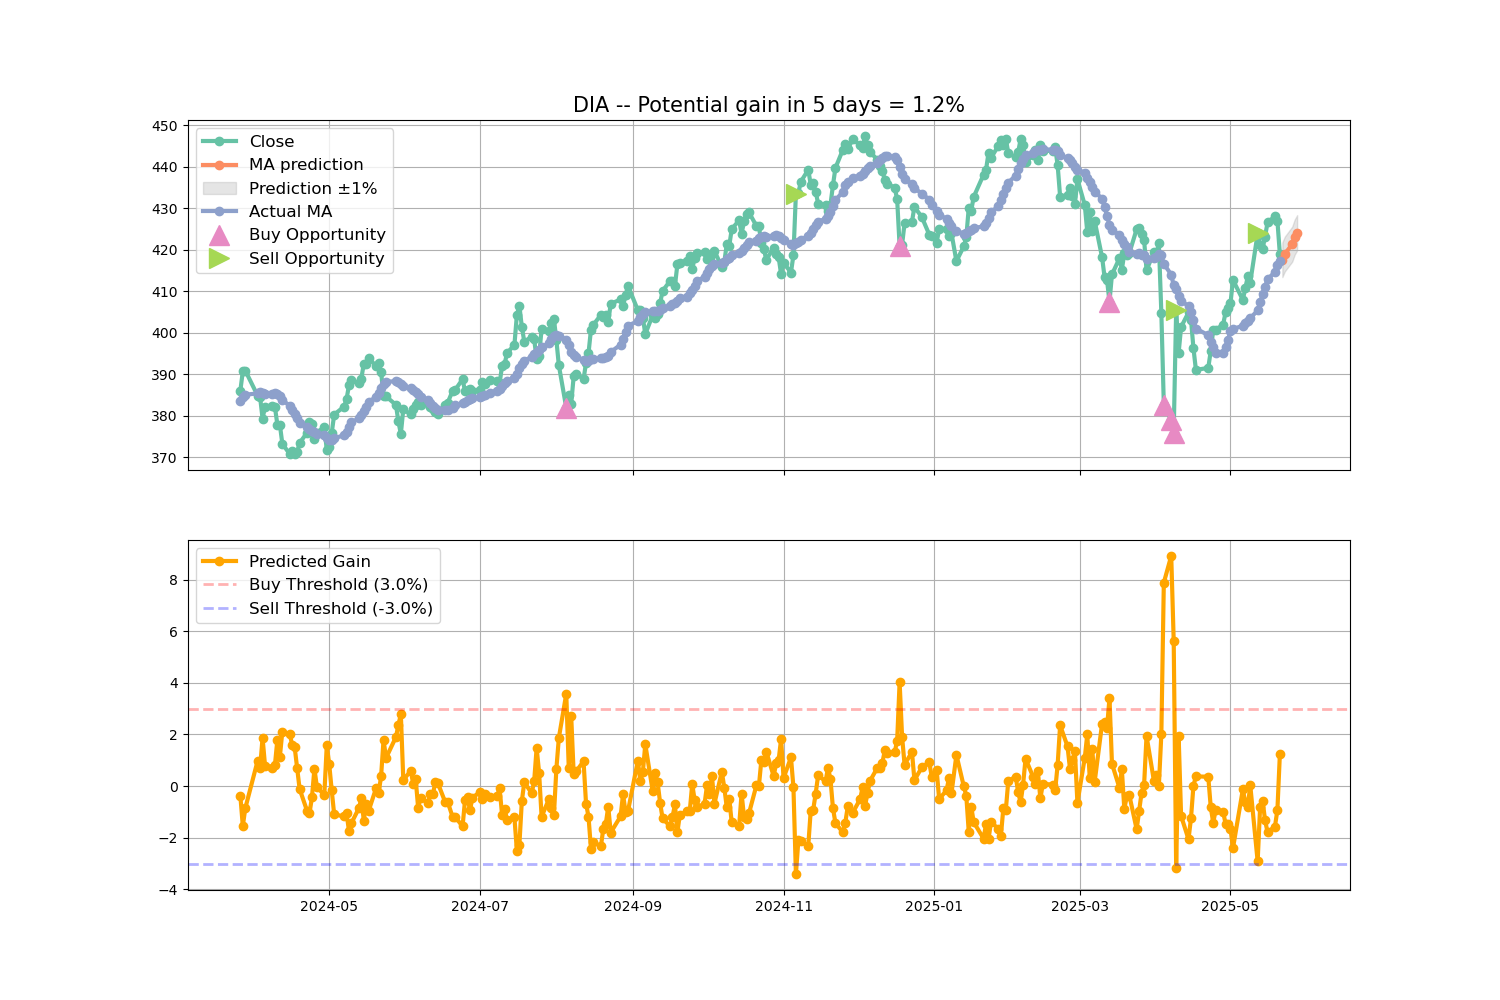 DIA -- Potential gain in 5 days = 1.2%
450
440
430
420
410
400
390
380
370
Close
MA prediction
Prediction ±1%
Actual MA
Buy Opportunity
Sell Opportunity
8
6
4
2
0
−2
−4
Predicted Gain
Buy Threshold (3.0%)
Sell Threshold (-3.0%)
2024-05
2024-07
2024-09
2024-11
2025-01
2025-03
2025-05